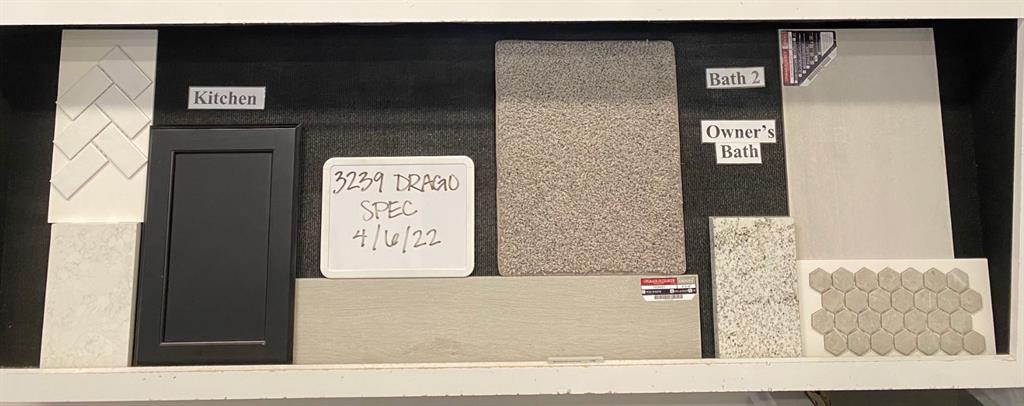 Kitchen
3239 DRAGO
SPEC
4/6/22
Bath 2
Owner's
Bath